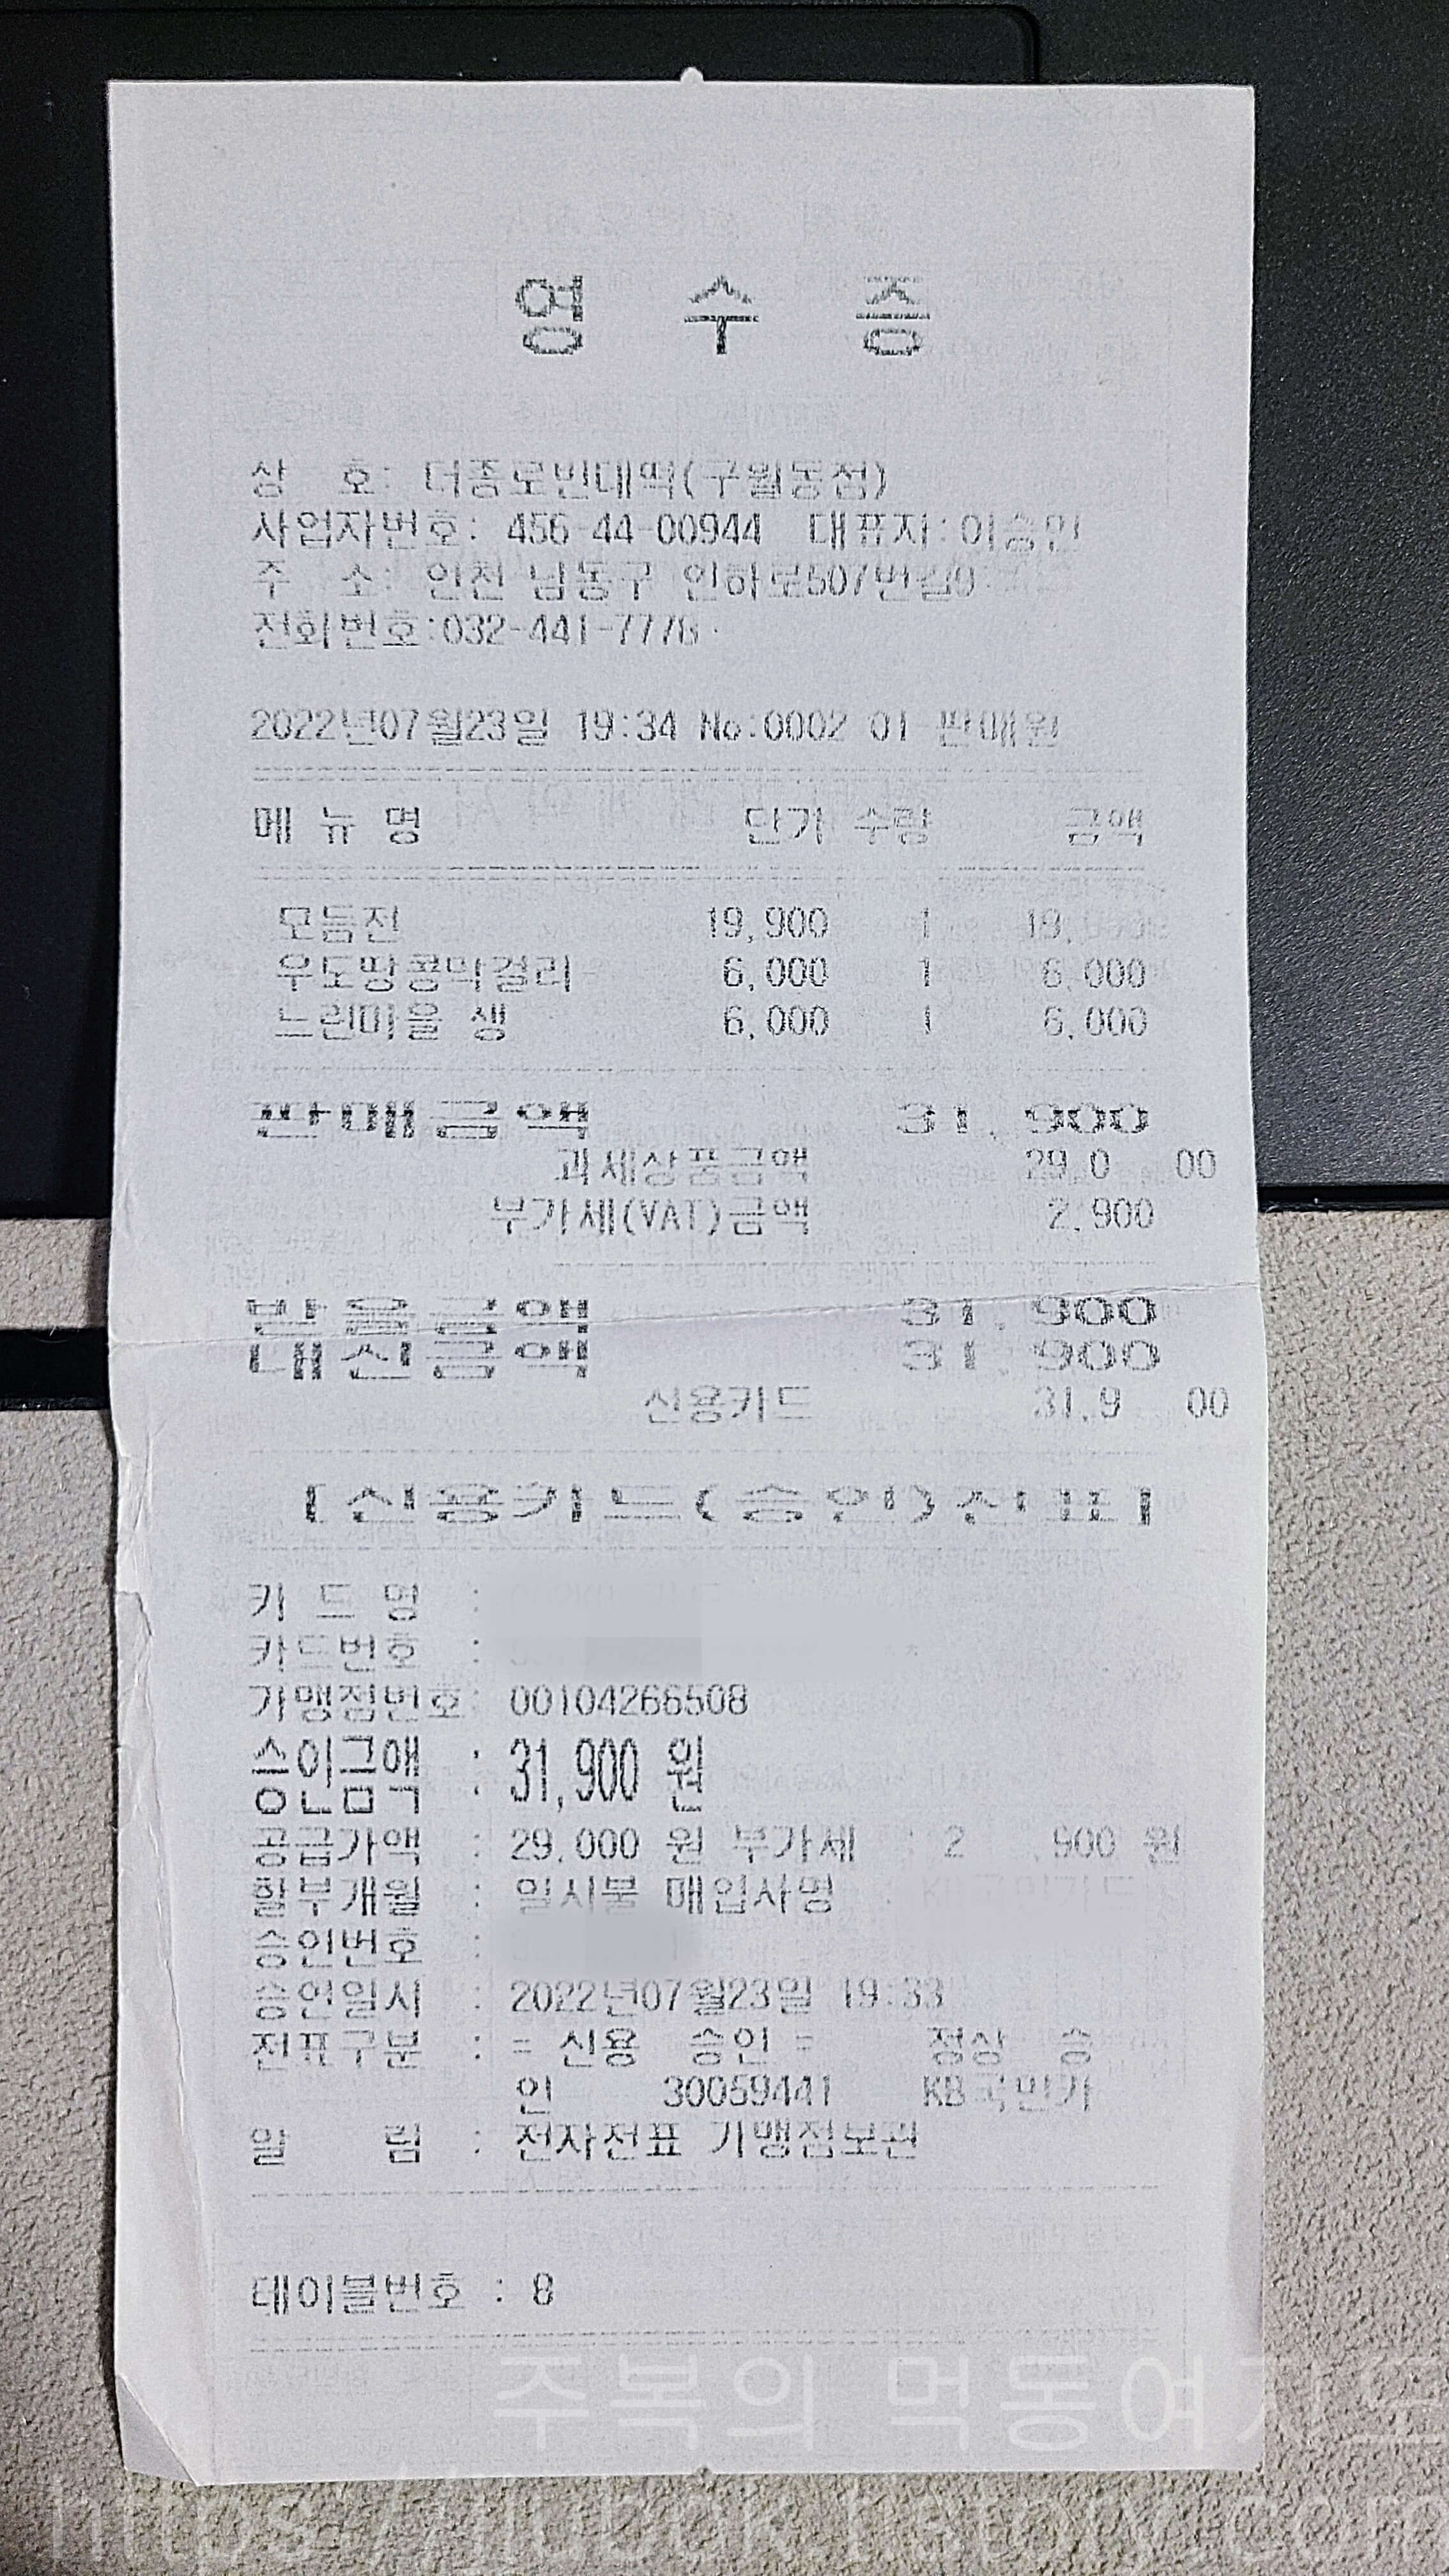 영 수 증
상 호: 더종로빈대떡(구월동점)
사업자번호: 456-44-00944 대표자:이승민
주 소: 인천 남동구 인하로507번길9
전화번호:032-441-7776
2022년07월23일 19:34 No:0002 01 판매원
메 뉴 명 단가 수량 금액
모듬전 19,900 1 19,
우도땅콩막걸리 6,000 1 6,000
느린마을 생 6,000 1 6,000
판매금액 31,900
과세상품금액 29,0 00
부가세(VAT)금액 2,900
받을금액 31,900
대신금액 31,900
신용카드 31,9 00
[신용카드(승인)전표]
카 드 명 :
카드번호 :
가맹점번호: 00104266508
승인금액 : 31,900 원
공급가액 : 29,000 원 부가세 : 2 ,900 원
할부개월 : 일시불 매입사명 :
승인번호 :
승인일시 : 2022년07월23일 19:33
전표구분 : = 신용 승인 = 정상 승
인 30059441 KB국민카
알 림 : 전자전표 가맹점보관
테이블번호 : 8
주복의 먹동여지도